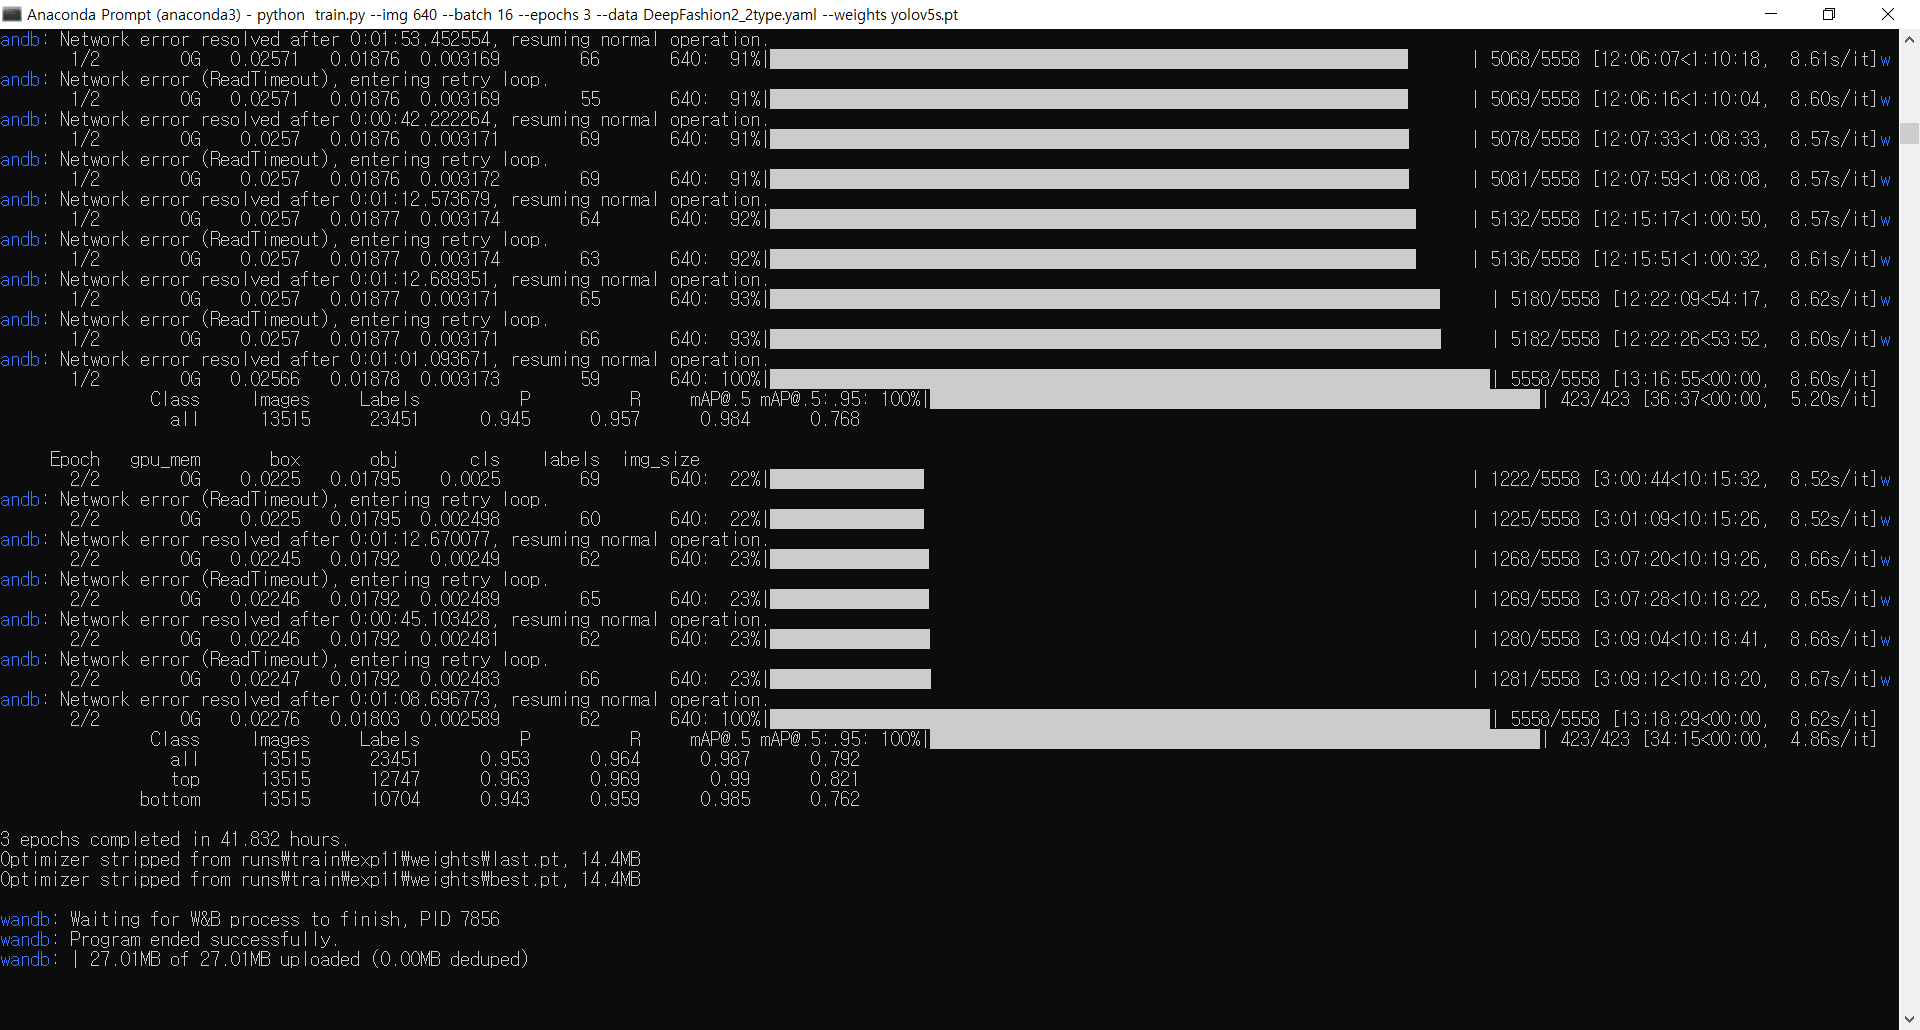 Anaconda Prompt (anaconda3) - python  train.py --img 640 --batch 16 --epochs 3 --data DeepFashion2_2type.yaml --weights yolov5s.pt
andb: Network error resolved after 0:01:53.452554, resuming normal operation.
1/2 0G 0.02571 0.01876 0.003169 66 640: 91%| | 5068/5558 [12:06:07<1:10:18, 8.61s/it]w
andb: Network error (ReadTimeout), entering retry loop.
1/2 0G 0.02571 0.01876 0.003169 55 640: 91%| | 5069/5558 [12:06:16<1:10:04, 8.60s/it]w
andb: Network error resolved after 0:00:42.222264, resuming normal operation.
1/2 0G 0.0257 0.01876 0.003171 69 640: 91%| | 5078/5558 [12:07:33<1:08:33, 8.57s/it]w
andb: Network error (ReadTimeout), entering retry loop.
1/2 0G 0.0257 0.01876 0.003172 69 640: 91%| | 5081/5558 [12:07:59<1:08:08, 8.57s/it]w
andb: Network error resolved after 0:01:12.573679, resuming normal operation.
1/2 0G 0.0257 0.01877 0.003174 64 640: 92%| | 5132/5558 [12:15:17<1:00:50, 8.57s/it]w
andb: Network error (ReadTimeout), entering retry loop.
1/2 0G 0.0257 0.01877 0.003174 63 640: 92%| | 5136/5558 [12:15:51<1:00:32, 8.61s/it]w
andb: Network error resolved after 0:01:12.689351, resuming normal operation.
1/2 0G 0.0257 0.01877 0.003171 65 640: 93%| | 5180/5558 [12:22:09<54:17, 8.62s/it]w
andb: Network error (ReadTimeout), entering retry loop.
1/2 0G 0.0257 0.01877 0.003171 66 640: 93%| | 5182/5558 [12:22:26<53:52, 8.60s/it]w
andb: Network error resolved after 0:01:01.093671, resuming normal operation.
1/2 0G 0.02566 0.01878 0.003173 59 640: 100%| | 5558/5558 [13:16:55<00:00, 8.60s/it]
Class Images Labels P R mAP@.5 mAP@.5:.95: 100%| | 423/423 [36:37<00:00, 5.20s/it]
all 13515 23451 0.945 0.957 0.984 0.768
Epoch gpu_mem box obj cls labels img_size
2/2 0G 0.0225 0.01795 0.0025 69 640: 22%| | 1222/5558 [3:00:44<10:15:32, 8.52s/it]w
andb: Network error (ReadTimeout), entering retry loop.
2/2 0G 0.0225 0.01795 0.002498 60 640: 22%| | 1225/5558 [3:01:09<10:15:26, 8.52s/it]w
andb: Network error resolved after 0:01:12.670077, resuming normal operation.
2/2 0G 0.02245 0.01792 0.00249 62 640: 23%| | 1268/5558 [3:07:20<10:19:26, 8.66s/it]w
andb: Network error (ReadTimeout), entering retry loop.
2/2 0G 0.02246 0.01792 0.002489 65 640: 23%| | 1269/5558 [3:07:28<10:18:22, 8.65s/it]w
andb: Network error resolved after 0:00:45.103428, resuming normal operation.
2/2 0G 0.02246 0.01792 0.002481 62 640: 23%| | 1280/5558 [3:09:04<10:18:41, 8.68s/it]w
andb: Network error (ReadTimeout), entering retry loop.
2/2 0G 0.02247 0.01792 0.002483 66 640: 23%| | 1281/5558 [3:09:12<10:18:20, 8.67s/it]w
andb: Network error resolved after 0:01:08.696773, resuming normal operation.
2/2 0G 0.02276 0.01803 0.002589 62 640: 100%| | 5558/5558 [13:18:29<00:00, 8.62s/it]
Class Images Labels P R mAP@.5 mAP@.5:.95: 100%| | 423/423 [34:15<00:00, 4.86s/it]
all 13515 23451 0.953 0.964 0.987 0.792
top 13515 12747 0.963 0.969 0.99 0.821
bottom 13515 10704 0.943 0.959 0.985 0.762
3 epochs completed in 41.832 hours.
Optimizer stripped from runs₩train₩exp11₩weights₩last.pt, 14.4MB
Optimizer stripped from runs₩train₩exp11₩weights₩best.pt, 14.4MB
wandb: Waiting for W&B process to finish, PID 7856
wandb: Program ended successfully.
wandb: | 27.01MB of 27.01MB uploaded (0.00MB deduped)